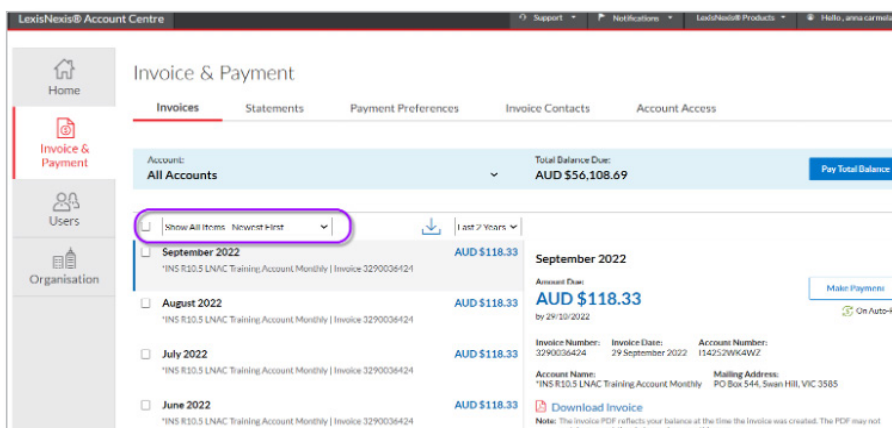 LexisNexis® Account Centre
Support
Notifications
LexisNexis® Products
Hello, anna carmela
Home
Invoice &
Payment
Users
Organisation
Invoice & Payment
Invoices
Statements
Payment Preferences
Invoice Contacts
Account Access
Account:
All Accounts
Total Balance Due:
AUD $56,108.69
Pay Total Balance
Show All Items Newest First
Last 2 Years
September 2022
AUD $118.33
*INS R10.5 LNAC Training Account Monthly | Invoice 3290036424
August 2022
AUD $118.33
*INS R10.5 LNAC Training Account Monthly | Invoice 3290036424
July 2022
AUD $118.33
*INS R10.5 LNAC Training Account Monthly | Invoice 3290036424
June 2022
AUD $118.33
*INS R10.5 LNAC Training Account Monthly | Invoice 3290036424
September 2022
Amount Due:
AUD $118.33
by 29/10/2022
Make Payment
On Auto-
Invoice Number: Invoice Date: Account Number:
3290036424 29 September 2022 114252WK4WZ
Account Name: Mailing Address:
*INS R10.5 LNAC Training Account Monthly PO Box 544, Swan Hill, VIC 3585
Download Invoice
Note: The invoice PDF reflects your balance at the time the invoice was created. The PDF may not